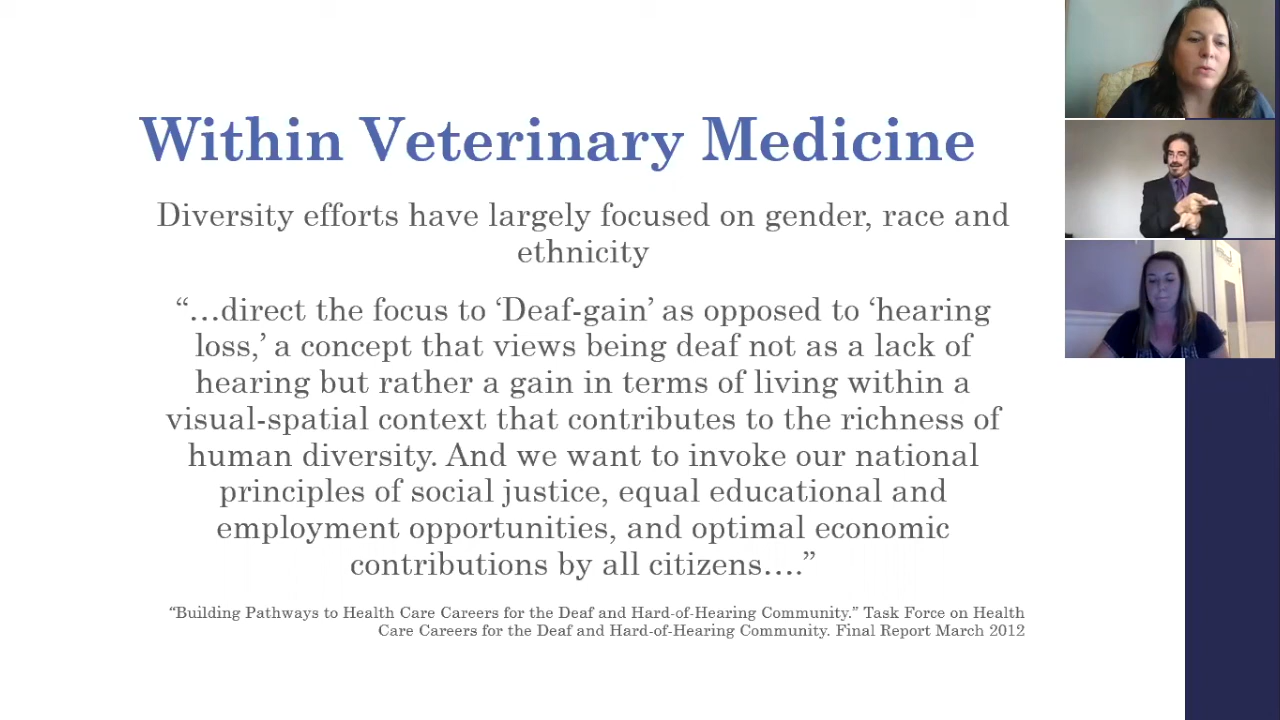 Within Veterinary Medicine
Diversity efforts have largely focused on gender, race and
ethnicity
“…direct the focus to ‘Deaf-gain’ as opposed to ‘hearing
loss,’ a concept that views being deaf not as a lack of
hearing but rather a gain in terms of living within a
visual-spatial context that contributes to the richness of
human diversity. And we want to invoke our national
principles of social justice, equal educational and
employment opportunities, and optimal economic
contributions by all citizens….”
“Building Pathways to Health Care Careers for the Deaf and Hard-of-Hearing Community.” Task Force on Health
Care Careers for the Deaf and Hard-of-Hearing Community. Final Report March 2012